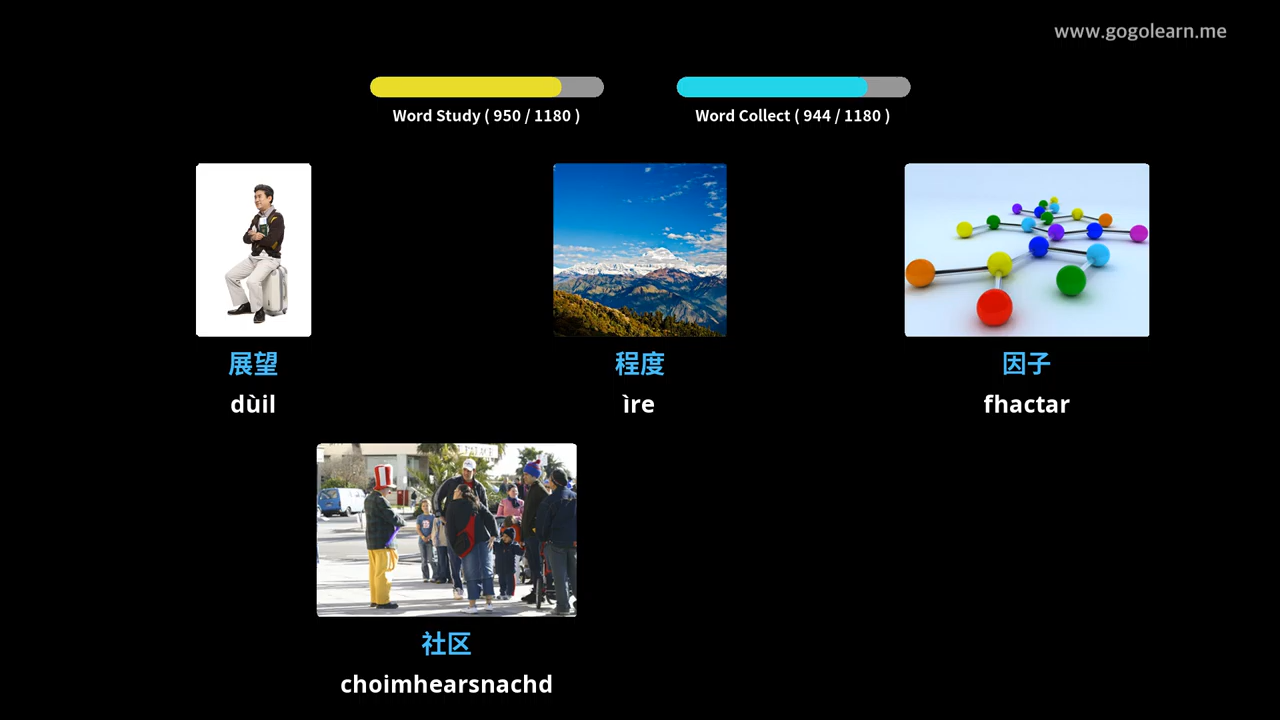 www.gogolearn.me
Word Study ( 950 / 1180 )
Word Collect ( 944 / 1180 )
展望
dùil
程度
ìre
因子
fhactar
社区
choimhearsnachd